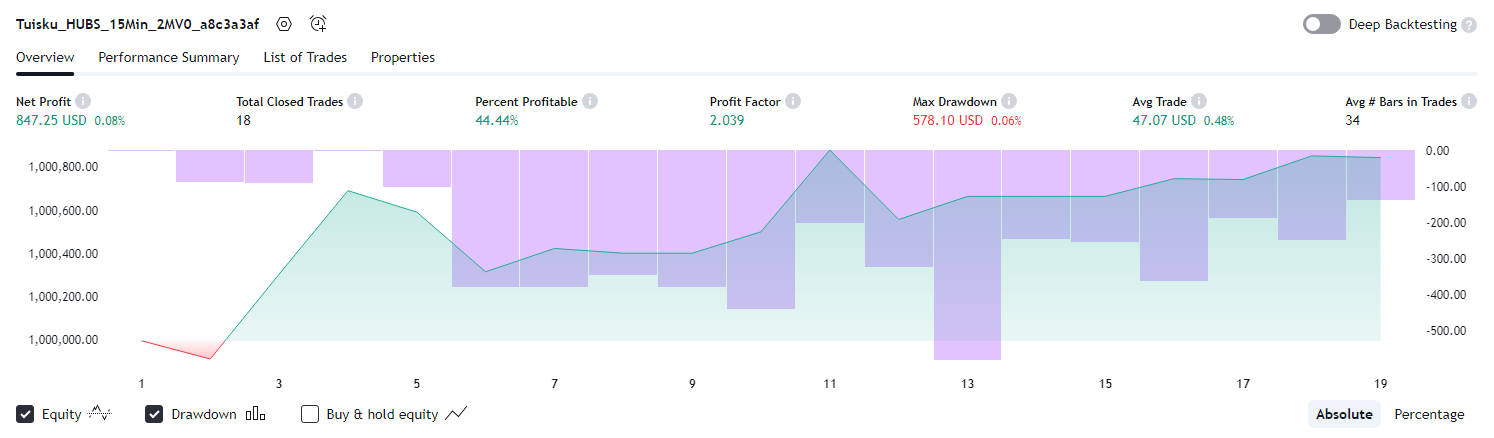 Tuisku_HUBS_15Min_2MV0_a8c3a3af Deep Backtesting ?
Overview Performance Summary List of Trades Properties
Net Profit i Total Closed Trades i Percent Profitable i Profit Factor i Max Drawdown i Avg Trade i Avg # Bars in Trades i
847.25 USD 0.08% 18 44.44% 2.039 578.10 USD 0.06% 47.07 USD 0.48% 34
0.00
1,000,800.00
-100.00
1,000,600.00
-200.00
1,000,400.00
-300.00
1,000,200.00 -400.00
-500.00
1,000,000.00
1 3 5 7 9 11 13 15 17 19
Equity Drawdown Buy & hold equity Absolute Percentage